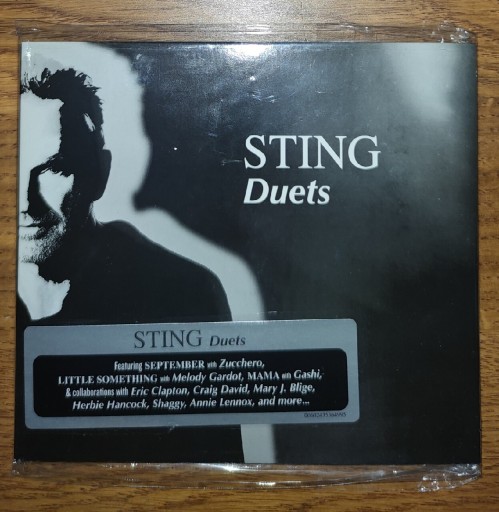 STING
Duets
STING Duets
Featuring SEPTEMBER with Zucchero,
LITTLE SOMETHING with Melody Gardot, MAMA with Gashi,
& collaborations with Eric Clapton, Craig David, Mary J. Blige,
Herbie Hancock, Shaggy, Annie Lennox, and more...